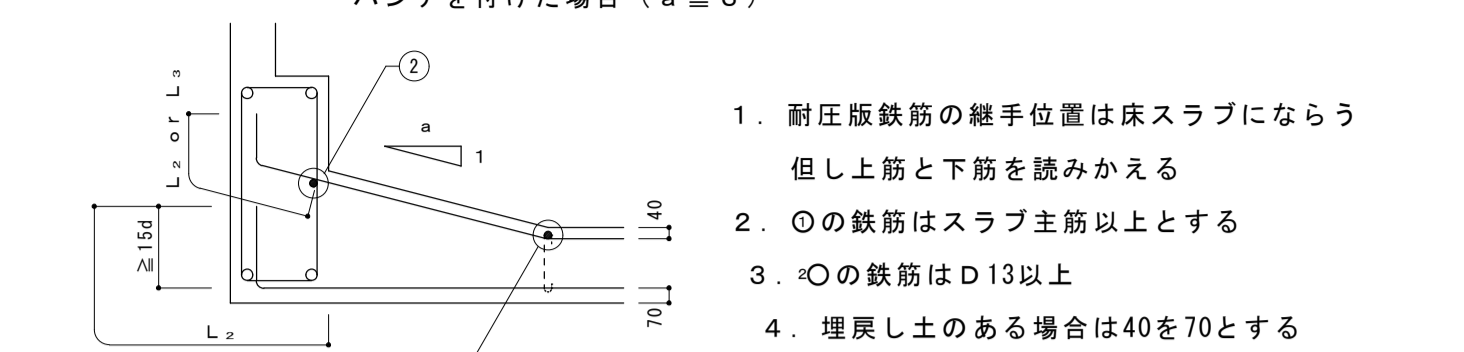 ハンチを付けた場合（a≧3）
②
L₂ or L₃
a
1
≧15d
L₂
40
70
1. 耐圧版鉄筋の継手位置は床スラブにならう
但し上筋と下筋を読みかえる
2. ①の鉄筋はスラブ主筋以上とする
3. ²〇の鉄筋はD13以上
4. 埋戻し土のある場合は40を70とする